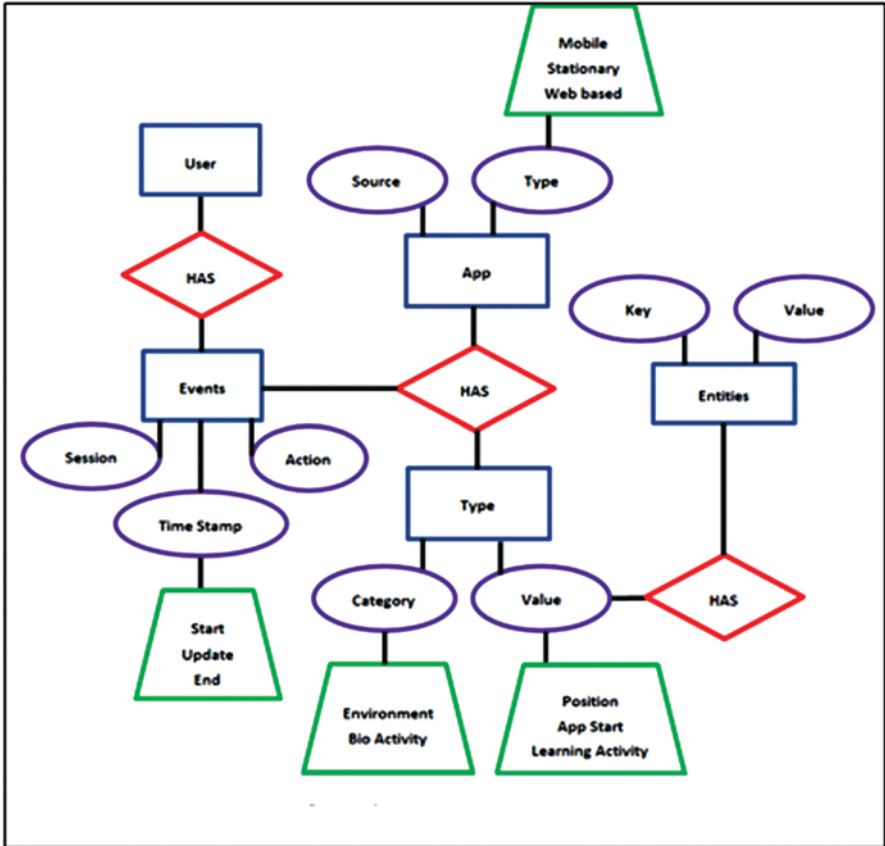 Mobile
Stationary
Web based
User
Source
Type
HAS
App
Key
Value
Events
HAS
Entities
Session
Action
Type
Time Stamp
Category
Value
HAS
Start
Update
End
Environment
Bio Activity
Position
App Start
Learning Activity